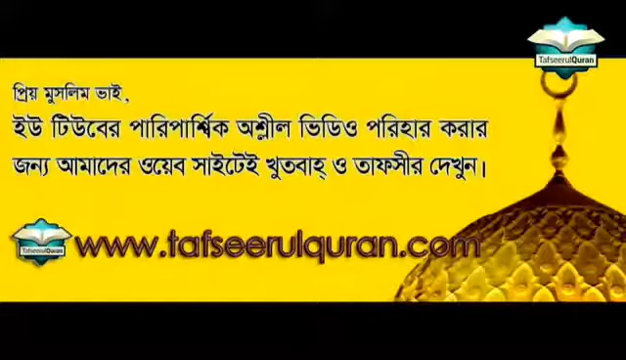 TafseerulQuran
প্রিয় মুসলিম ভাই,
ইউ টিউবের পারিপার্শ্বিক অশ্লীল ভিডিও পরিহার করার
জন্য আমাদের ওয়েব সাইটেই খুতবাহ্ ও তাফসীর দেখুন।
TafseerulQuran
www.tafseerulquran.com